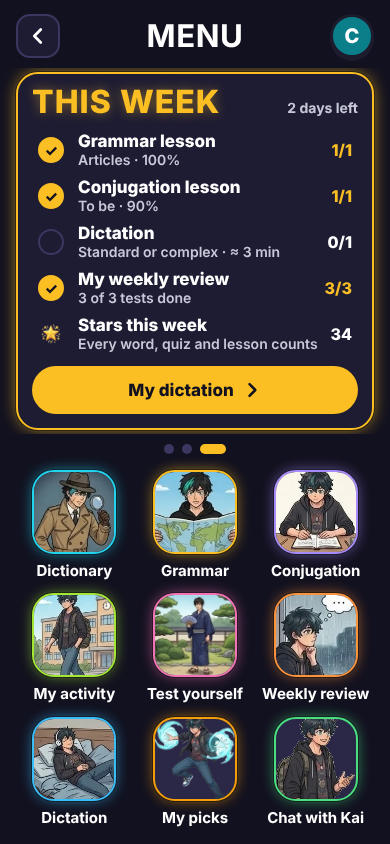 MENU
C
THIS WEEK
2 days left
Grammar lesson
1/1
Articles · 100%
Conjugation lesson
1/1
To be · 90%
Dictation
0/1
Standard or complex · ≈ 3 min
My weekly review
3/3
3 of 3 tests done
Stars this week
34
Every word, quiz and lesson counts
My dictation
Dictionary
Grammar
Conjugation
My activity
Test yourself
Weekly review
Dictation
My picks
Chat with Kai